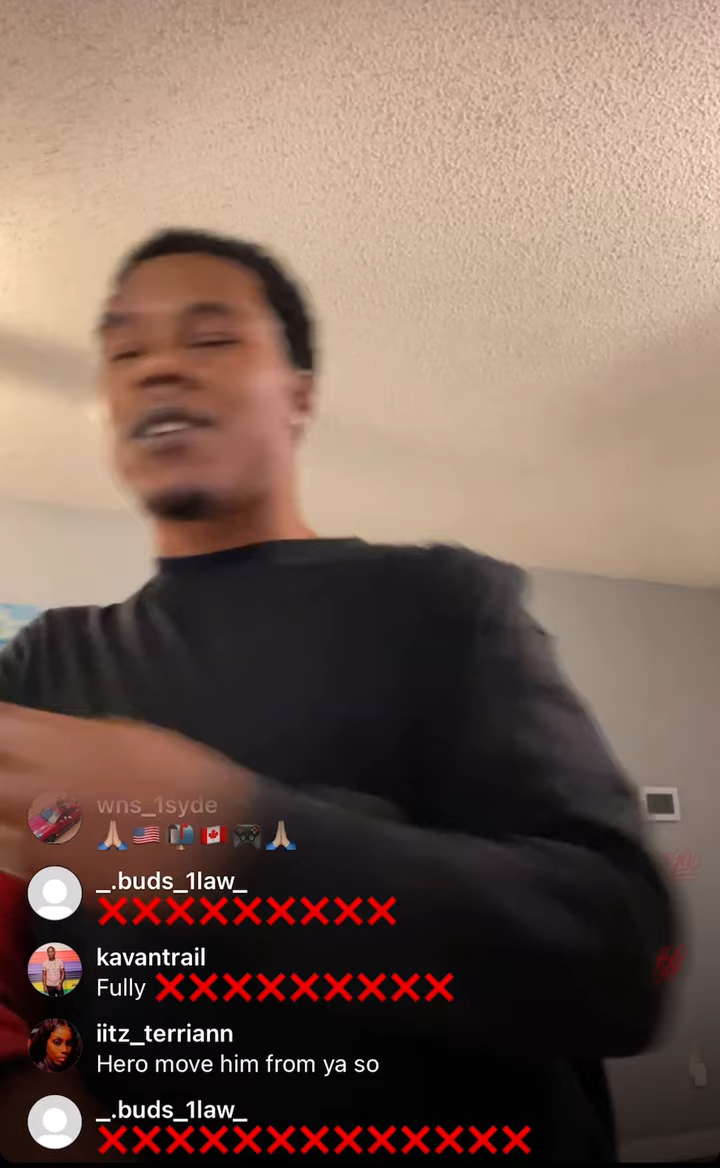 wns_1syde
🙏🏼🇺🇸📬🇨🇦🎮🙏🏼
_.buds_1law_
❌❌❌❌❌❌❌❌❌
kavantrail
Fully ❌❌❌❌❌❌❌❌❌
iitz_terriann
Hero move him from ya so
_.buds_1law_
❌❌❌❌❌❌❌❌❌❌❌❌❌